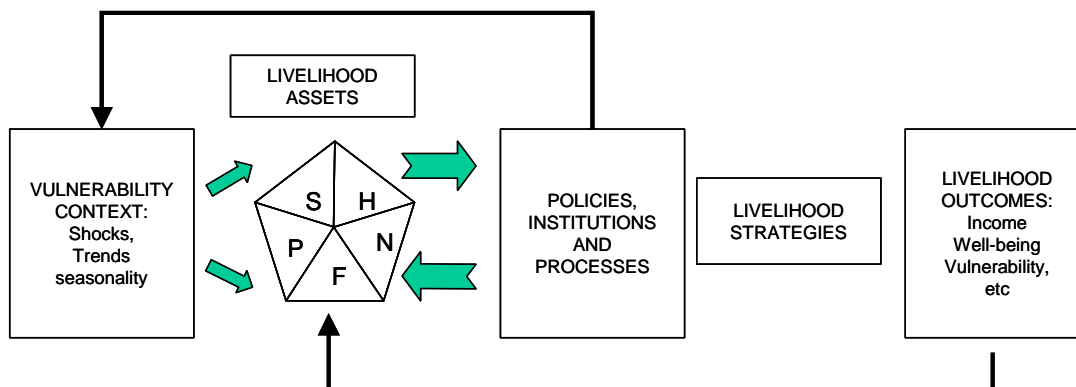 LIVELIHOOD
ASSETS
VULNERABILITY
CONTEXT:
Shocks,
Trends
seasonality
S
H
P
N
F
POLICIES,
INSTITUTIONS
AND
PROCESSES
LIVELIHOOD
STRATEGIES
LIVELIHOOD
OUTCOMES:
Income
Well-being
Vulnerability,
etc